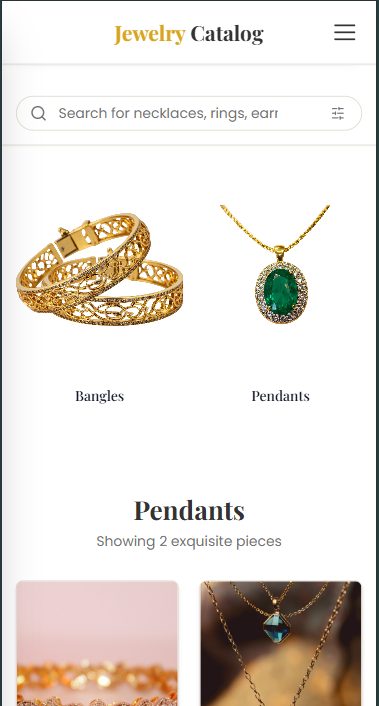 Jewelry Catalog
Search for necklaces, rings, earr
Bangles
Pendants
Pendants
Showing 2 exquisite pieces